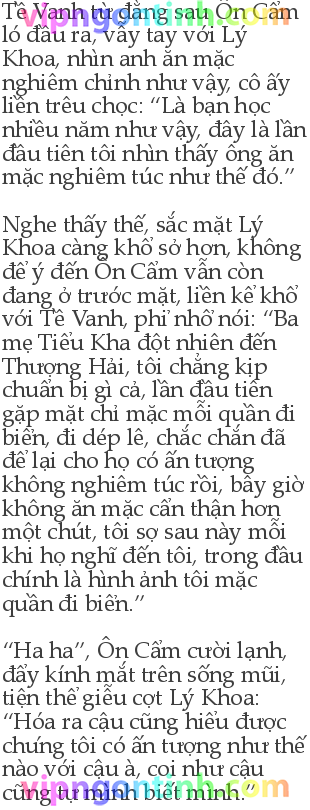 Tề Vanh từ đằng sau Ôn Cẩm
ló đầu ra, vẫy tay với Lý
Khoa, nhìn anh ăn mặc
nghiêm chỉnh như vậy, cô ấy
liền trêu chọc: “Là bạn học
nhiều năm như vậy, đây là lần
đầu tiên tôi nhìn thấy ông ăn
mặc nghiêm túc như thế đó.”

Nghe thấy thế, sắc mặt Lý
Khoa càng khổ sở hơn, không
để ý đến Ôn Cẩm vẫn còn
đang ở trước mặt, liền kể khổ
với Tề Vanh, phỉ nhổ nói: “Ba
mẹ Tiểu Kha đột nhiên đến
Thượng Hải, tôi chẳng kịp
chuẩn bị gì cả, lần đầu tiên
gặp mặt chỉ mặc mỗi quần đi
biển, đi dép lê, chắc chắn đã
để lại cho họ có ấn tượng
không nghiêm túc rồi, bây giờ
không ăn mặc cẩn thận hơn
một chút, tôi sợ sau này mỗi
khi họ nghĩ đến tôi, trong đầu
chính là hình ảnh tôi mặc
quần đi biển.”

“Ha ha”, Ôn Cẩm cười lạnh,
đẩy kính mắt trên sống mũi,
tiện thể giễu cợt Lý Khoa:
“Hóa ra cậu cũng hiểu được
chúng tôi có ấn tượng như thế
nào với cậu à, coi như cậu
cũng tự mình biết mình.”
vipngontinh.com
vipngontinh.com